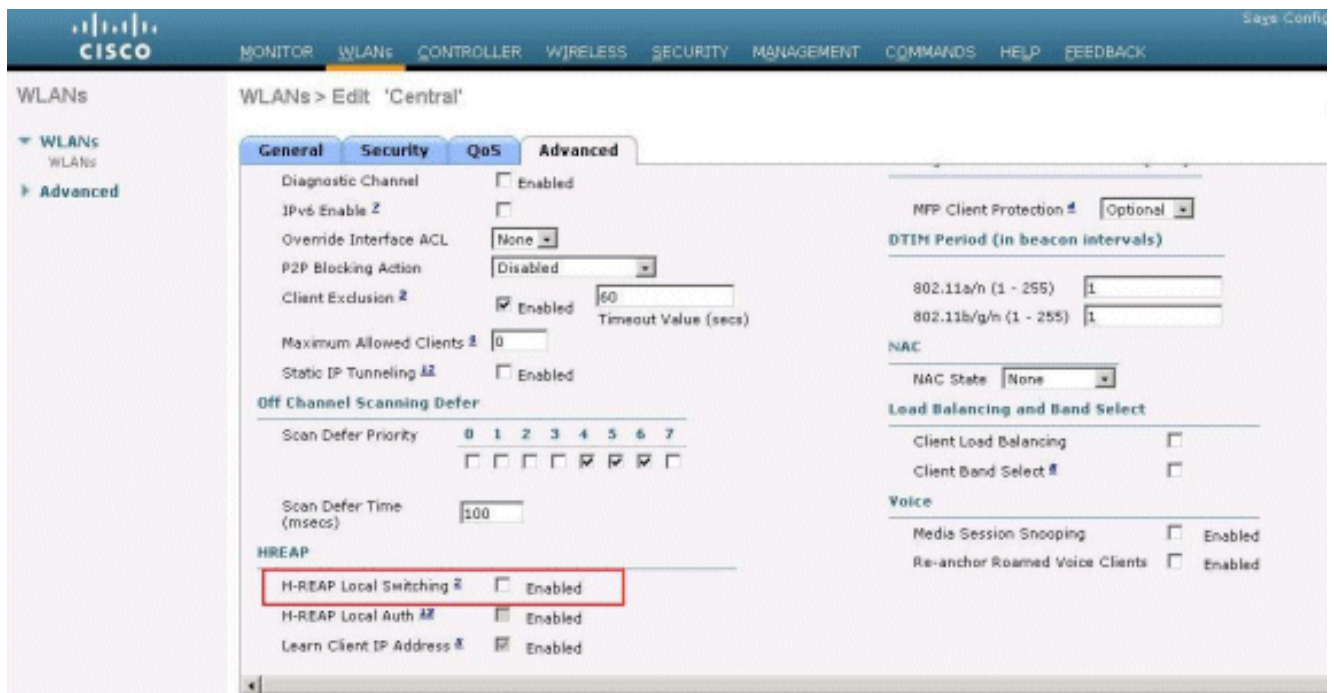 Save Config
CISCO
MONITOR WLANs CONTROLLER WIRELESS SECURITY MANAGEMENT COMMANDS HELP FEEDBACK
WLANs
WLANs
WLANs
Advanced
WLANs > Edit 'Central'
General Security QoS Advanced
Diagnostic Channel Enabled
IPv6 Enable 7
Override Interface ACL None
P2P Blocking Action Disabled
Client Exclusion Enabled 60
Timeout Value (secs)
Maximum Allowed Clients 0
Static IP Tunneling Enabled
Off Channel Scanning Defer
Scan Defer Priority 0 1 2 3 4 5 6 7
Scan Defer Time
(msecs) 100
HREAP
H-REAP Local Switching Enabled
H-REAP Local Auth 12 Enabled
Learn Client IP Address Enabled
MFP Client Protection 4 Optional
DTIM Period (in beacon intervals)
802.11a/n (1 - 255) 1
802.11b/g/n (1 - 255) 1
NAC
NAC State None
Load Balancing and Band Select
Client Load Balancing
Client Band Select
Voice
Media Session Snooping Enabled
Re-anchor Roamed Voice Clients Enabled